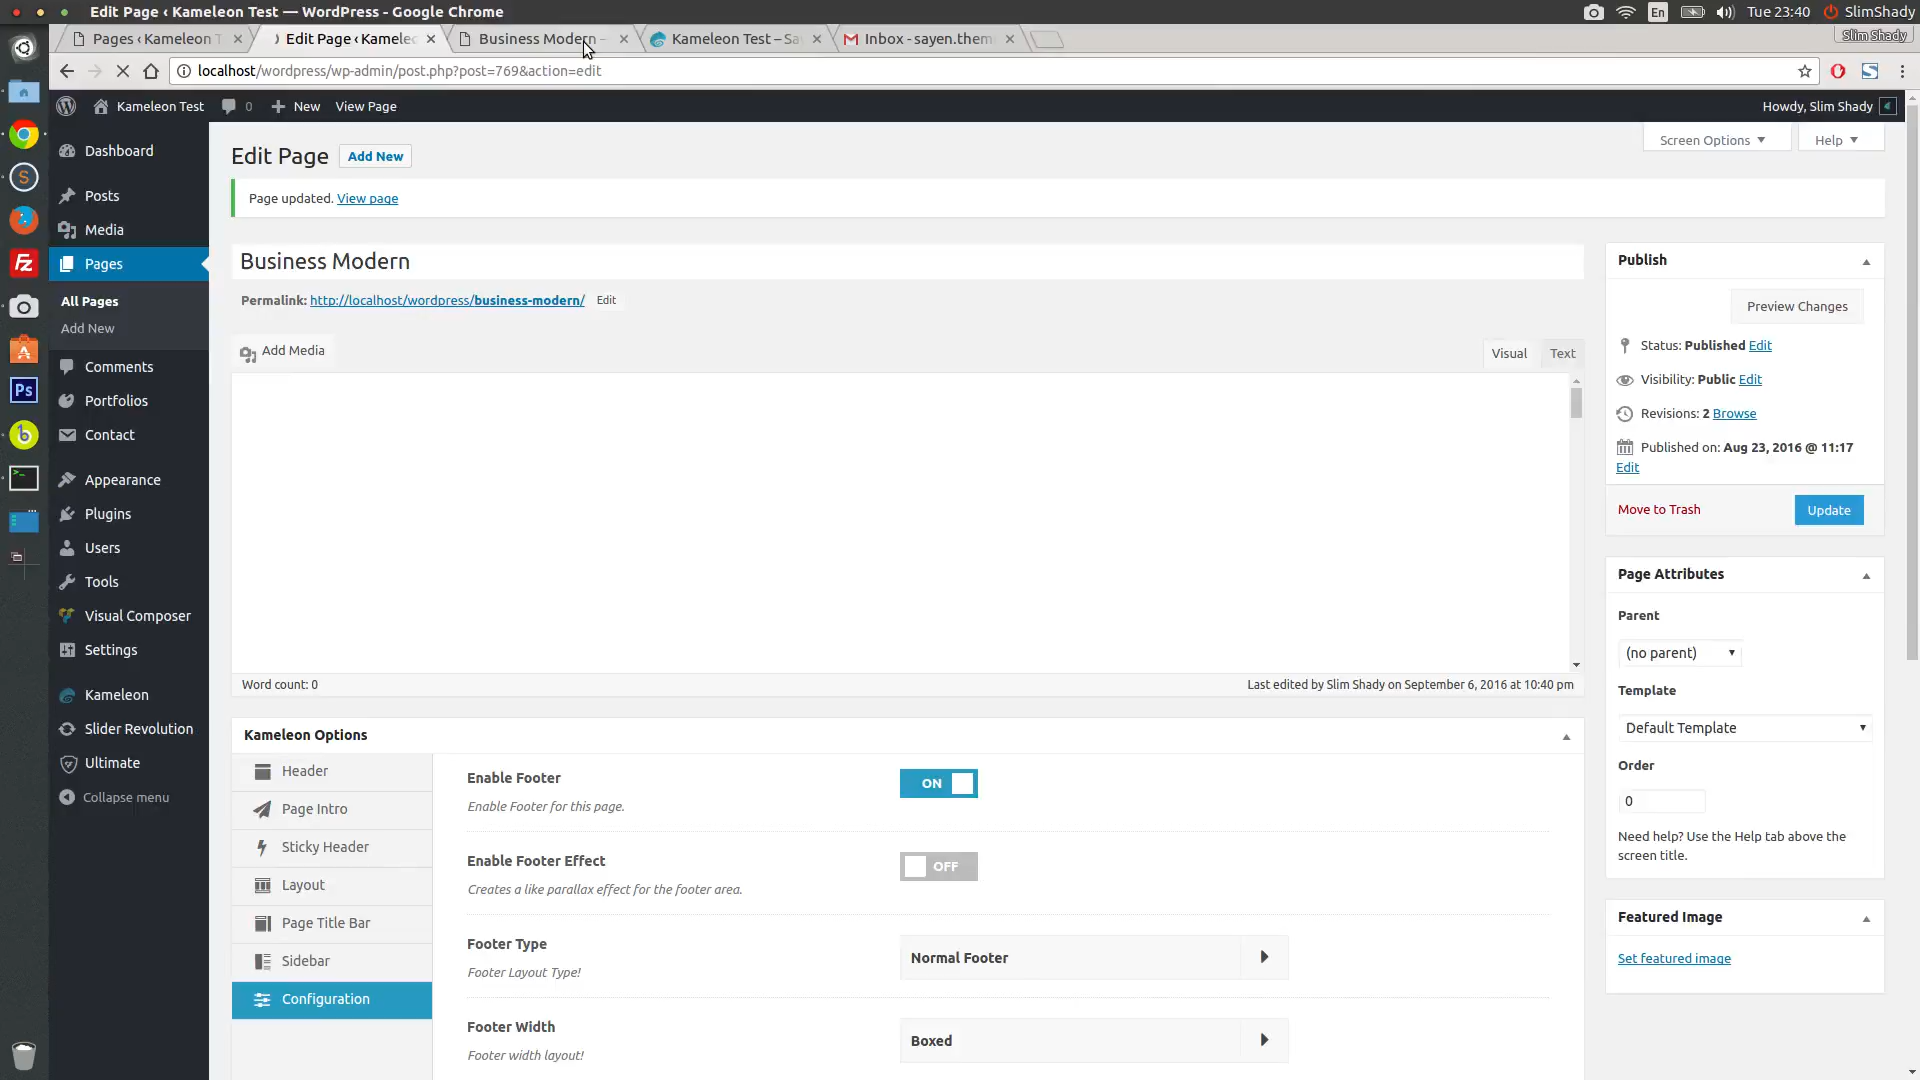 Edit Page ‹ Kameleon Test — WordPress - Google Chrome
En
Tue 23:40
SlimShady
Pages ‹ Kameleon T
Edit Page ‹ Kamele
Business Modern –
Kameleon Test – Sa
Inbox - sayen.them
Slim Shady
localhost/wordpress/wp-admin/post.php?post=769&action=edit
Kameleon Test
0
New
View Page
Howdy, Slim Shady
Dashboard
Posts
Media
Pages
All Pages
Add New
Comments
Portfolios
Contact
Appearance
Plugins
Users
Tools
Visual Composer
Settings
Kameleon
Slider Revolution
Ultimate
Collapse menu
Edit Page
Add New
Screen Options
Help
Page updated. View page
Business Modern
Permalink: http://localhost/wordpress/business-modern/ Edit
Add Media
Visual
Text
Word count: 0
Last edited by Slim Shady on September 6, 2016 at 10:40 pm
Kameleon Options
Header
Page Intro
Sticky Header
Layout
Page Title Bar
Sidebar
Configuration
Enable Footer
Enable Footer for this page.
ON
Enable Footer Effect
Creates a like parallax effect for the footer area.
OFF
Footer Type
Footer Layout Type!
Normal Footer
Footer Width
Footer width layout!
Boxed
Publish
Preview Changes
Status: Published Edit
Visibility: Public Edit
Revisions: 2 Browse
Published on: Aug 23, 2016 @ 11:17
Edit
Move to Trash
Update
Page Attributes
Parent
(no parent)
Template
Default Template
Order
0
Need help? Use the Help tab above the
screen title.
Featured Image
Set featured image
S
Fz
Ps